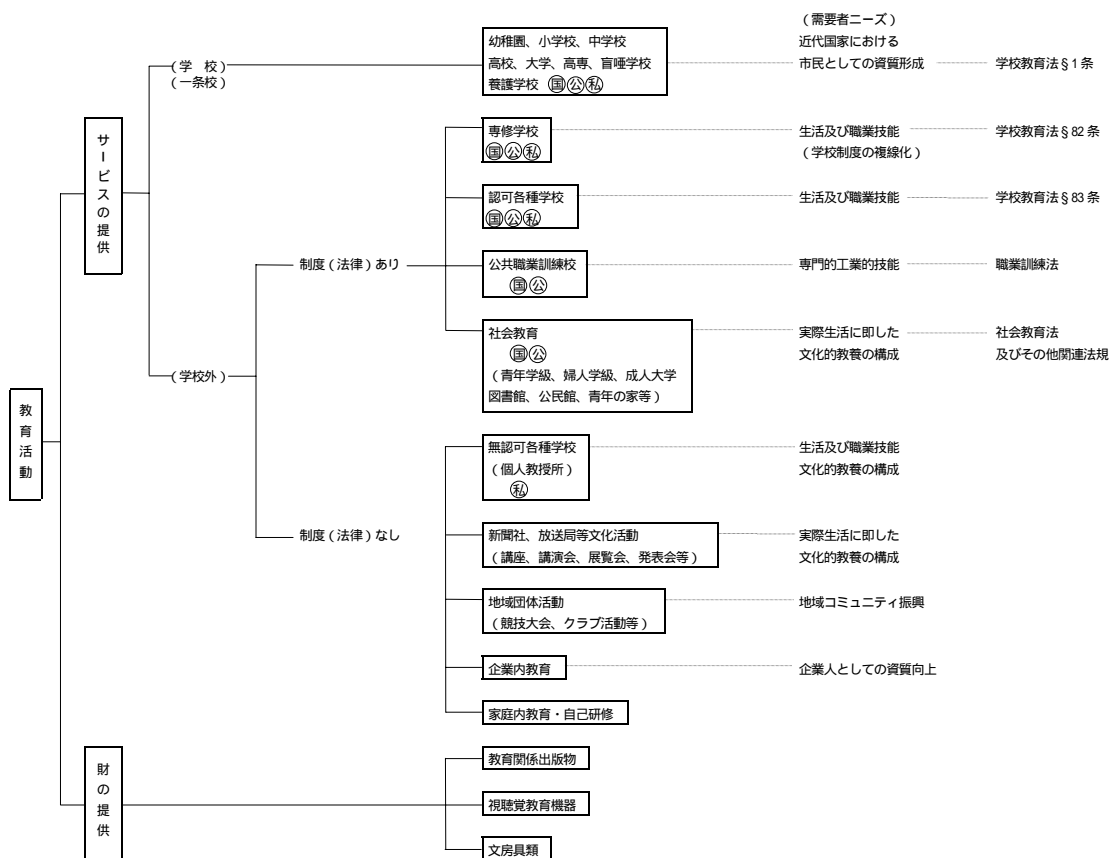 教育活動
サービスの提供
(学　校)
(一条校)
幼稚園、小学校、中学校
高校、大学、高専、盲唖学校
養護学校 ㊩公私
(需要者ニーズ)
近代国家における
市民としての資質形成
学校教育法§1条
(学校外)
制度(法律)あり
専修学校
国公私
生活及び職業技能
(学校制度の複線化)
学校教育法§82条
認可各種学校
国公私
生活及び職業技能
学校教育法§83条
公共職業訓練校
国公
専門的工業的技能
職業訓練法
社会教育
国公
(青年学級、婦人学級、成人大学
図書館、公民館、青年の家等)
実際生活に即した
文化的教養の構成
社会教育法
及びその他関連法規
制度(法律)なし
無認可各種学校
(個人教授所)
私
生活及び職業技能
文化的教養の構成
新聞社、放送局等文化活動
(講座、講演会、展覧会、発表会等)
実際生活に即した
文化的教養の構成
地域団体活動
(競技大会、クラブ活動等)
地域コミュニティ振興
企業内教育
企業人としての資質向上
家庭内教育・自己研修
財の提供
教育関係出版物
視聴覚教育機器
文房具類